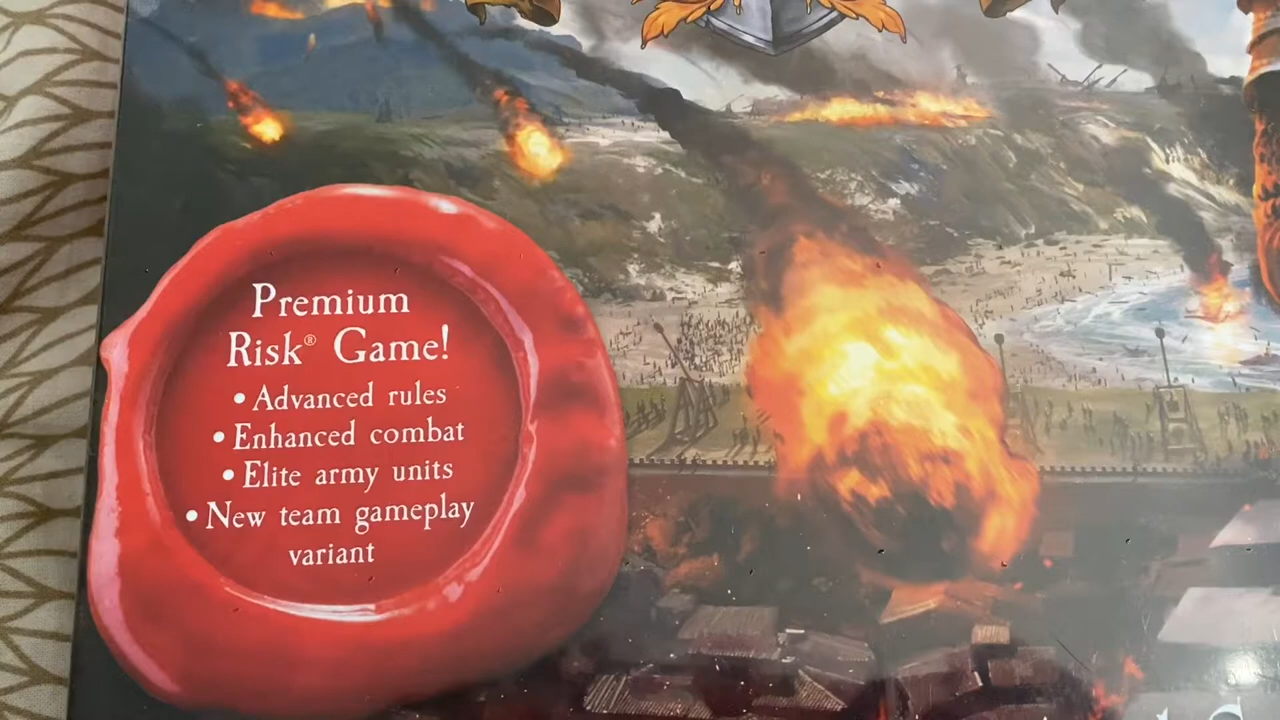 Premium
Risk® Game!
• Advanced rules
• Enhanced combat
• Elite army units
• New team gameplay
variant